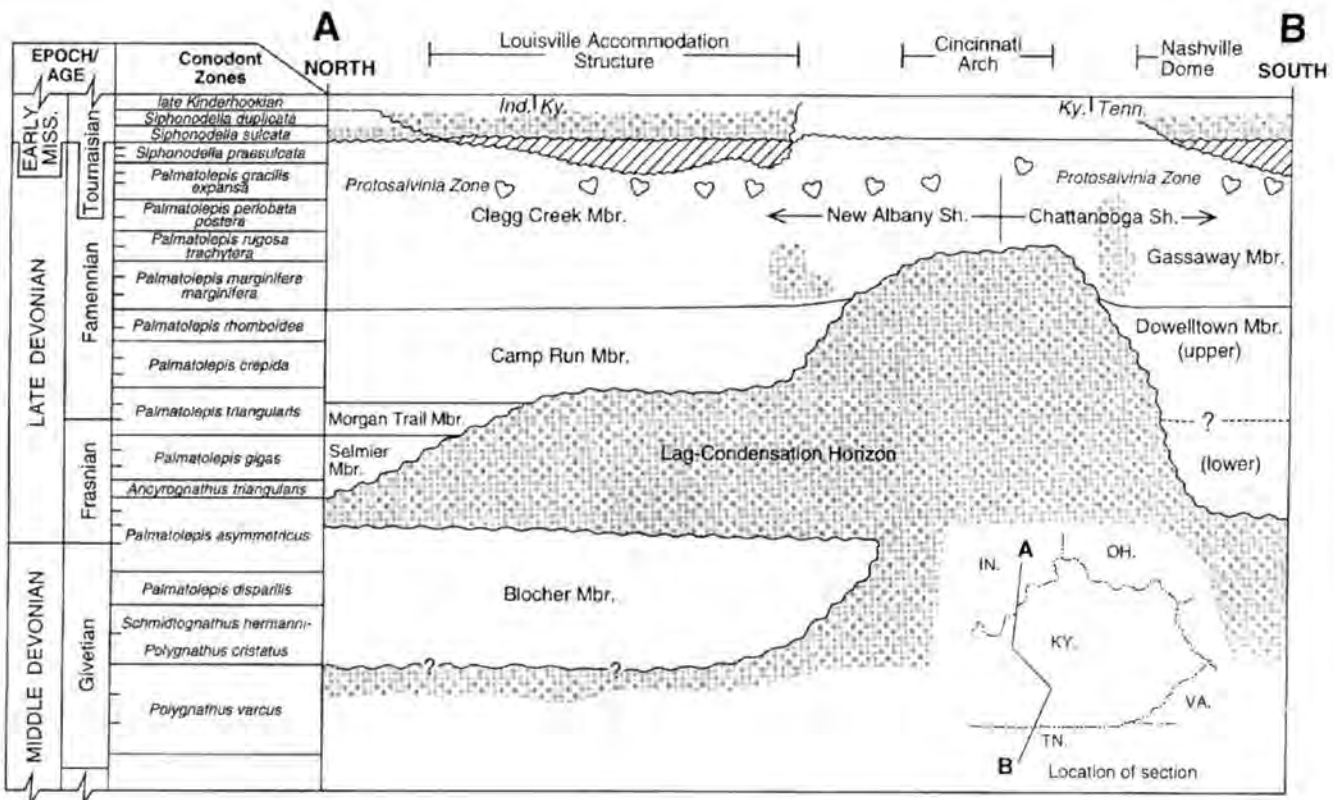 A
B
EPOCH/
AGE
Conodont
Zones
NORTH
Louisville Accommodation
Structure
Cincinnati
Arch
Nashville
Dome
SOUTH
EARLY
MISS.
LATE DEVONIAN
MIDDLE DEVONIAN
Tournaisian
Famennian
Frasnian
Givetian
late Kinderhookian
Siphonodella duplicata
Siphonodella sulcata
Siphonodella praesulcata
Palmatolepis gracilis
expansa
Palmatolepis perlobata
postera
Palmatolepis rugosa
trachytera
Palmatolepis marginifera
marginifera
Palmatolepis rhomboidea
Palmatolepis crepida
Palmatolepis triangularis
Palmatolepis gigas
Ancyrognathus triangularis
Palmatolepis asymmetricus
Palmatolepis disparilis
Schmidtognathus hermanni-
Polygnathus cristatus
Polygnathus varcus
Ind. Ky.
Ky. Tenn.
Protosalvinia Zone
Protosalvinia Zone
Clegg Creek Mbr.
New Albany Sh.
Chattanooga Sh.
Gassaway Mbr.
Camp Run Mbr.
Dowelltown Mbr.
(upper)
Morgan Trail Mbr.
?
Selmier
Mbr.
Lag-Condensation Horizon
(lower)
Blocher Mbr.
?
?
A
IN.
OH.
KY.
VA.
TN.
B
Location of section